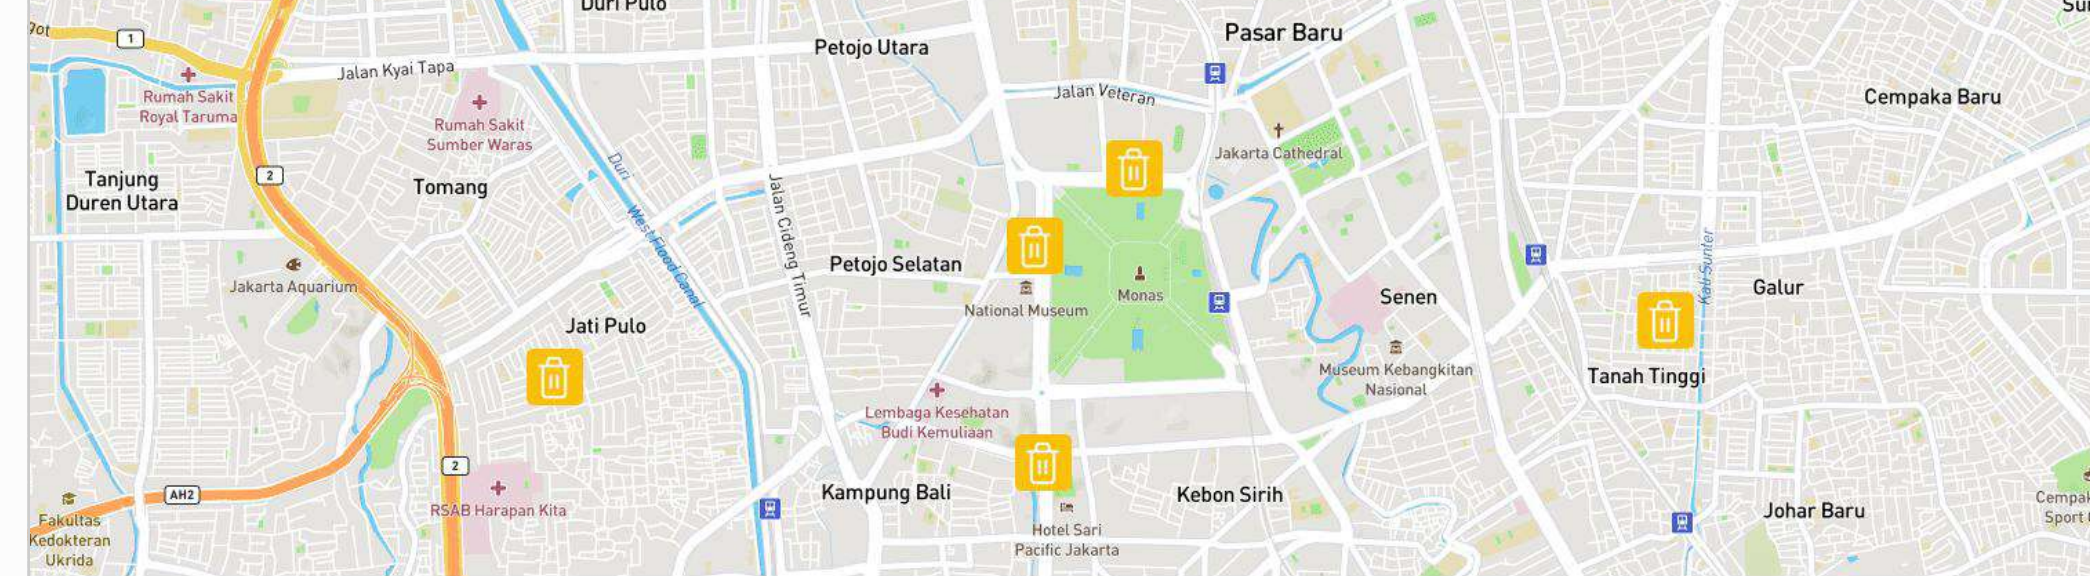 Duri Pulo
1
Petojo Utara
Pasar Baru
Jalan Kyai Tapa
Rumah Sakit
Royal Taruma
Rumah Sakit
Sumber Waras
Jalan Veteran
Cempaka Baru
Jakarta Cathedral
2
Tanjung
Duren Utara
Tomang
Duri
West Flood Canal
Jalan Cideng Timur
Petojo Selatan
Jakarta Aquarium
National Museum
Monas
Senen
Kali Sunter
Galur
Jati Pulo
Museum Kebangkitan
Nasional
Tanah Tinggi
Lembaga Kesehatan
Budi Kemuliaan
2
AH2
Kampung Bali
Kebon Sirih
RSAB Harapan Kita
Johar Baru
Fakultas
Kedokteran
Ukrida
Hotel Sari
Pacific Jakarta
Sport